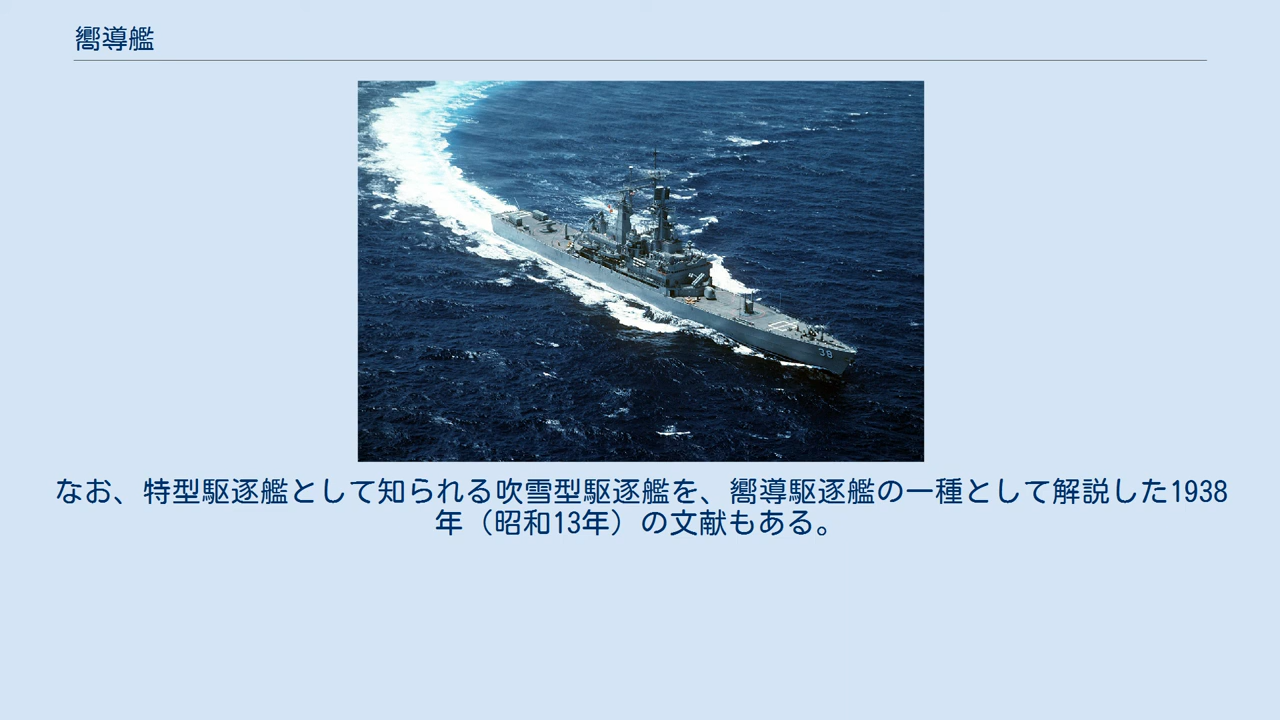 嚮導艦
38
なお、特型駆逐艦として知られる吹雪型駆逐艦を、嚮導駆逐艦の一種として解説した1938
年（昭和13年）の文献もある。